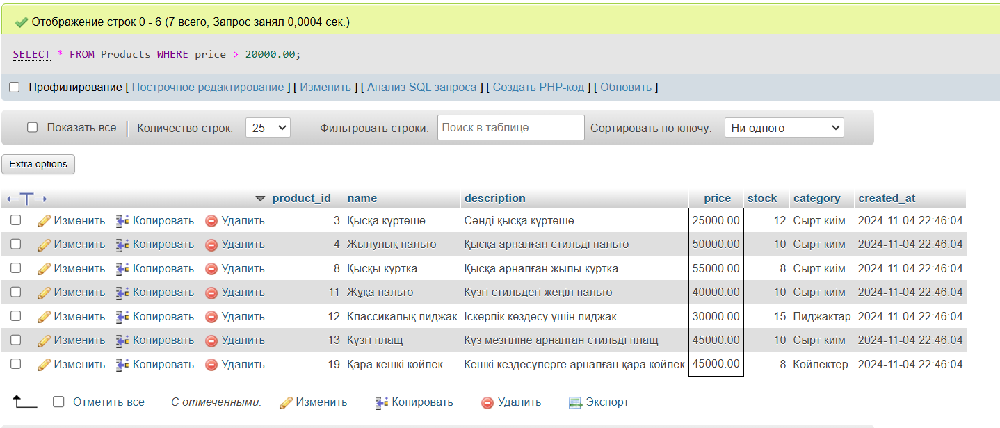 Отображение строк 0 - 6 (7 всего, Запрос занял 0,0004 сек.)
SELECT * FROM Products WHERE price > 20000.00;
Профилирование [ Построчное редактирование ] [ Изменить ] [ Анализ SQL запроса ] [ Создать PHP-код ] [ Обновить ]
Показать все Количество строк: 25 Фильтровать строки: Поиск в таблице Сортировать по ключу: Ни одного
Extra options
←T→ product_id name description price stock category created_at
Изменить Копировать Удалить 3 Қысқа күртеше Сәнді қысқа күртеше 25000.00 12 Сырт киім 2024-11-04 22:46:04
Изменить Копировать Удалить 4 Жылулық пальто Қысқа арналған стильді пальто 50000.00 10 Сырт киім 2024-11-04 22:46:04
Изменить Копировать Удалить 8 Қысқы куртка Қысқа арналған жылы куртка 55000.00 8 Сырт киім 2024-11-04 22:46:04
Изменить Копировать Удалить 11 Жұқа пальто Күзгі стильдегі жеңіл пальто 40000.00 10 Сырт киім 2024-11-04 22:46:04
Изменить Копировать Удалить 12 Классикалық пиджак Іскерлік кездесу үшін пиджак 30000.00 15 Пиджактар 2024-11-04 22:46:04
Изменить Копировать Удалить 13 Күзгі плащ Күз мезгіліне арналған стильді плащ 45000.00 10 Сырт киім 2024-11-04 22:46:04
Изменить Копировать Удалить 19 Қара кешкі көйлек Кешкі кездесулерге арналған қара көйлек 45000.00 8 Көйлектер 2024-11-04 22:46:04
Отметить все С отмеченными: Изменить Копировать Удалить Экспорт